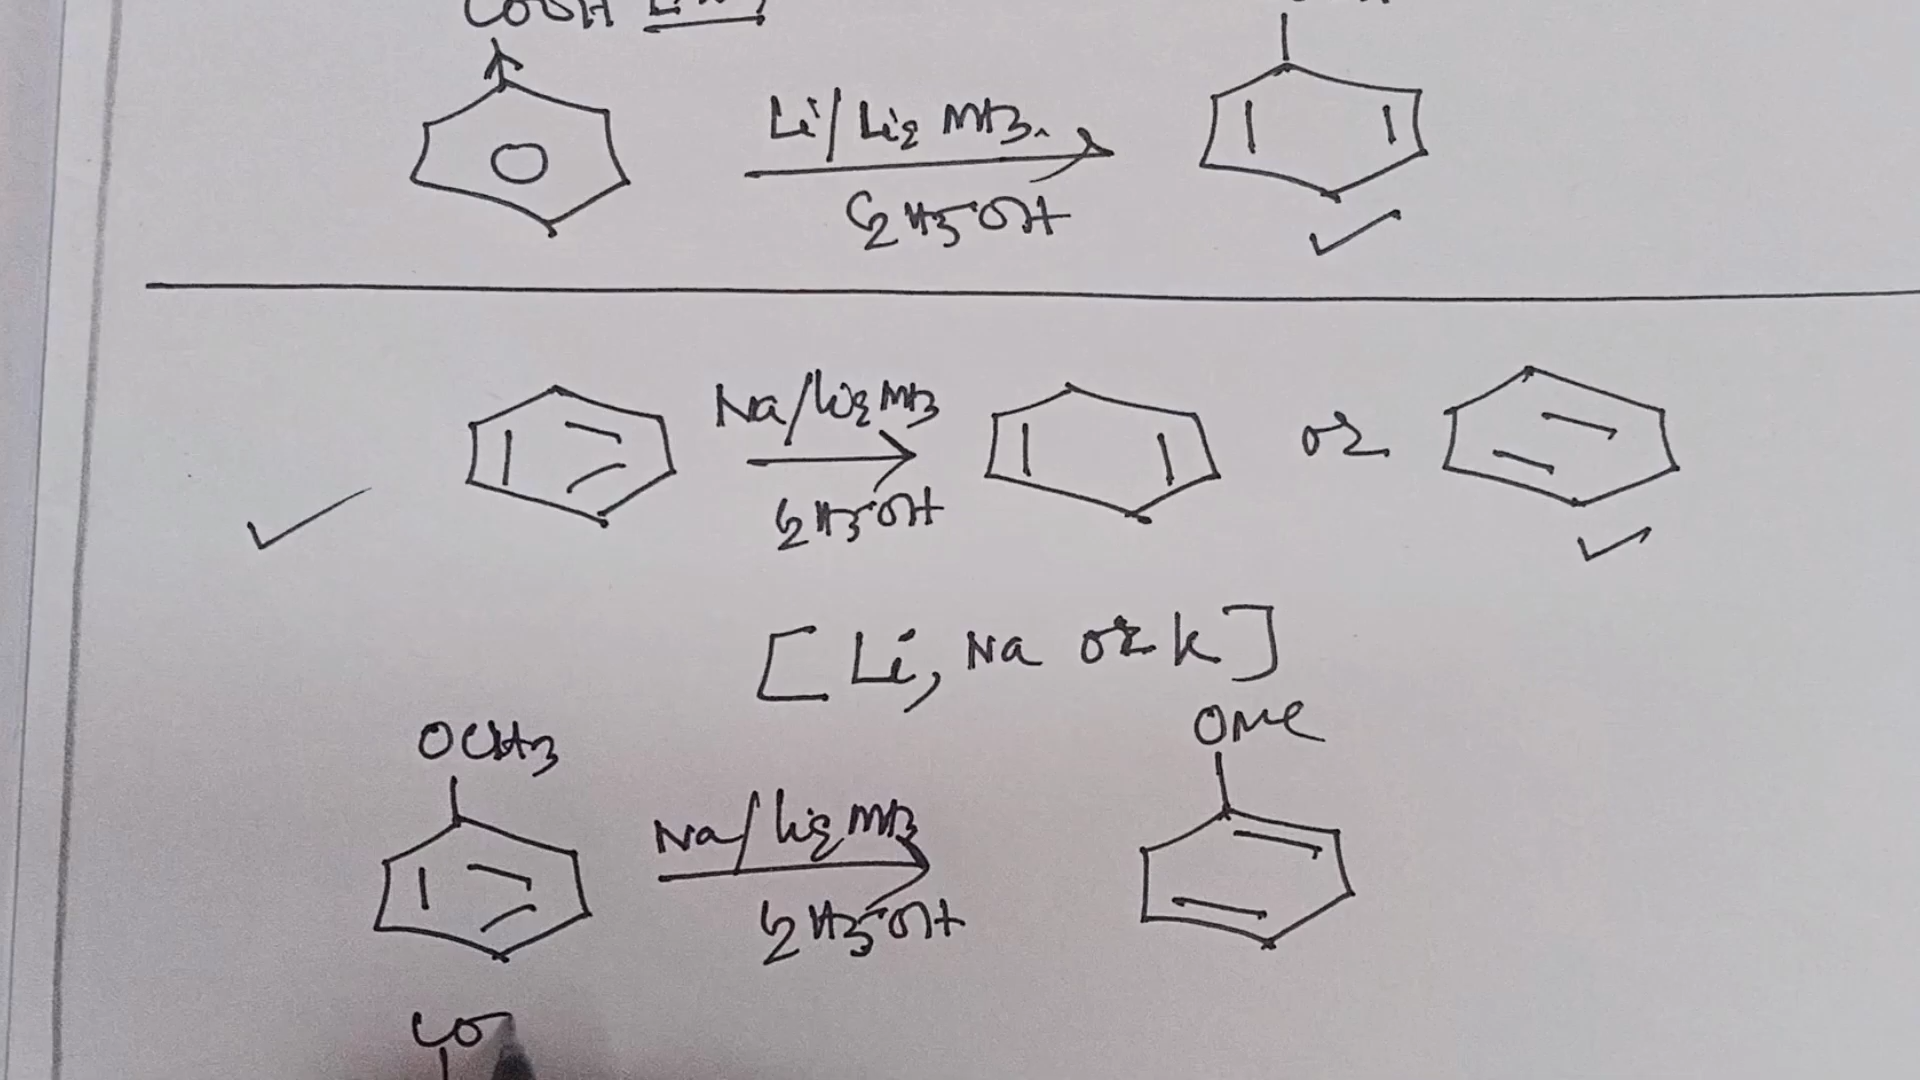 COOH
Li/Liq NH3
C2H5OH
Na/Liq NH3
C2H5OH
or
[Li, Na or K]
OCH3
OMe
Na/Liq NH3
C2H5OH
CO